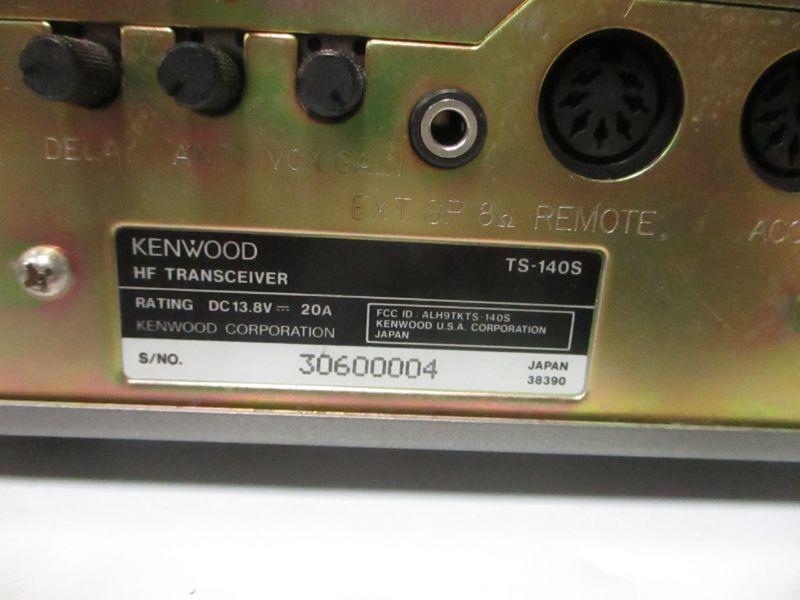 DELAY ANTI VOX GAIN
EXT.SP 8Ω REMOTE
KENWOOD
TS-140S
HF TRANSCEIVER
RATING DC13.8V⎓ 20A
KENWOOD CORPORATION
FCC ID : ALH9TKTS-140S
KENWOOD U.S.A. CORPORATION
JAPAN
S/NO. 30600004
JAPAN
38390